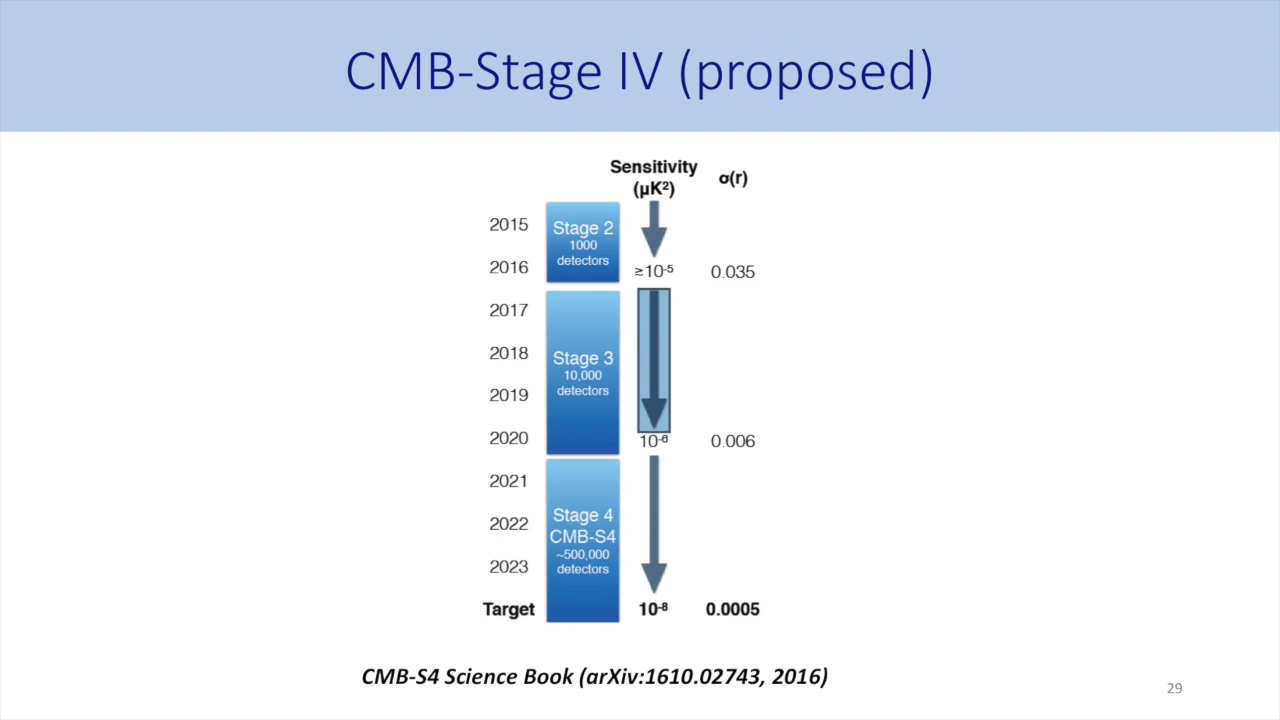 CMB-Stage IV (proposed)
Sensitivity
(µK²)
σ(r)
2015
Stage 2
1000
detectors
2016
≥10⁻⁵
0.035
2017
2018
Stage 3
10,000
detectors
2019
2020
10⁻⁶
0.006
2021
2022
Stage 4
CMB-S4
~500,000
detectors
2023
Target
10⁻⁸
0.0005
CMB-S4 Science Book (arXiv:1610.02743, 2016)
29